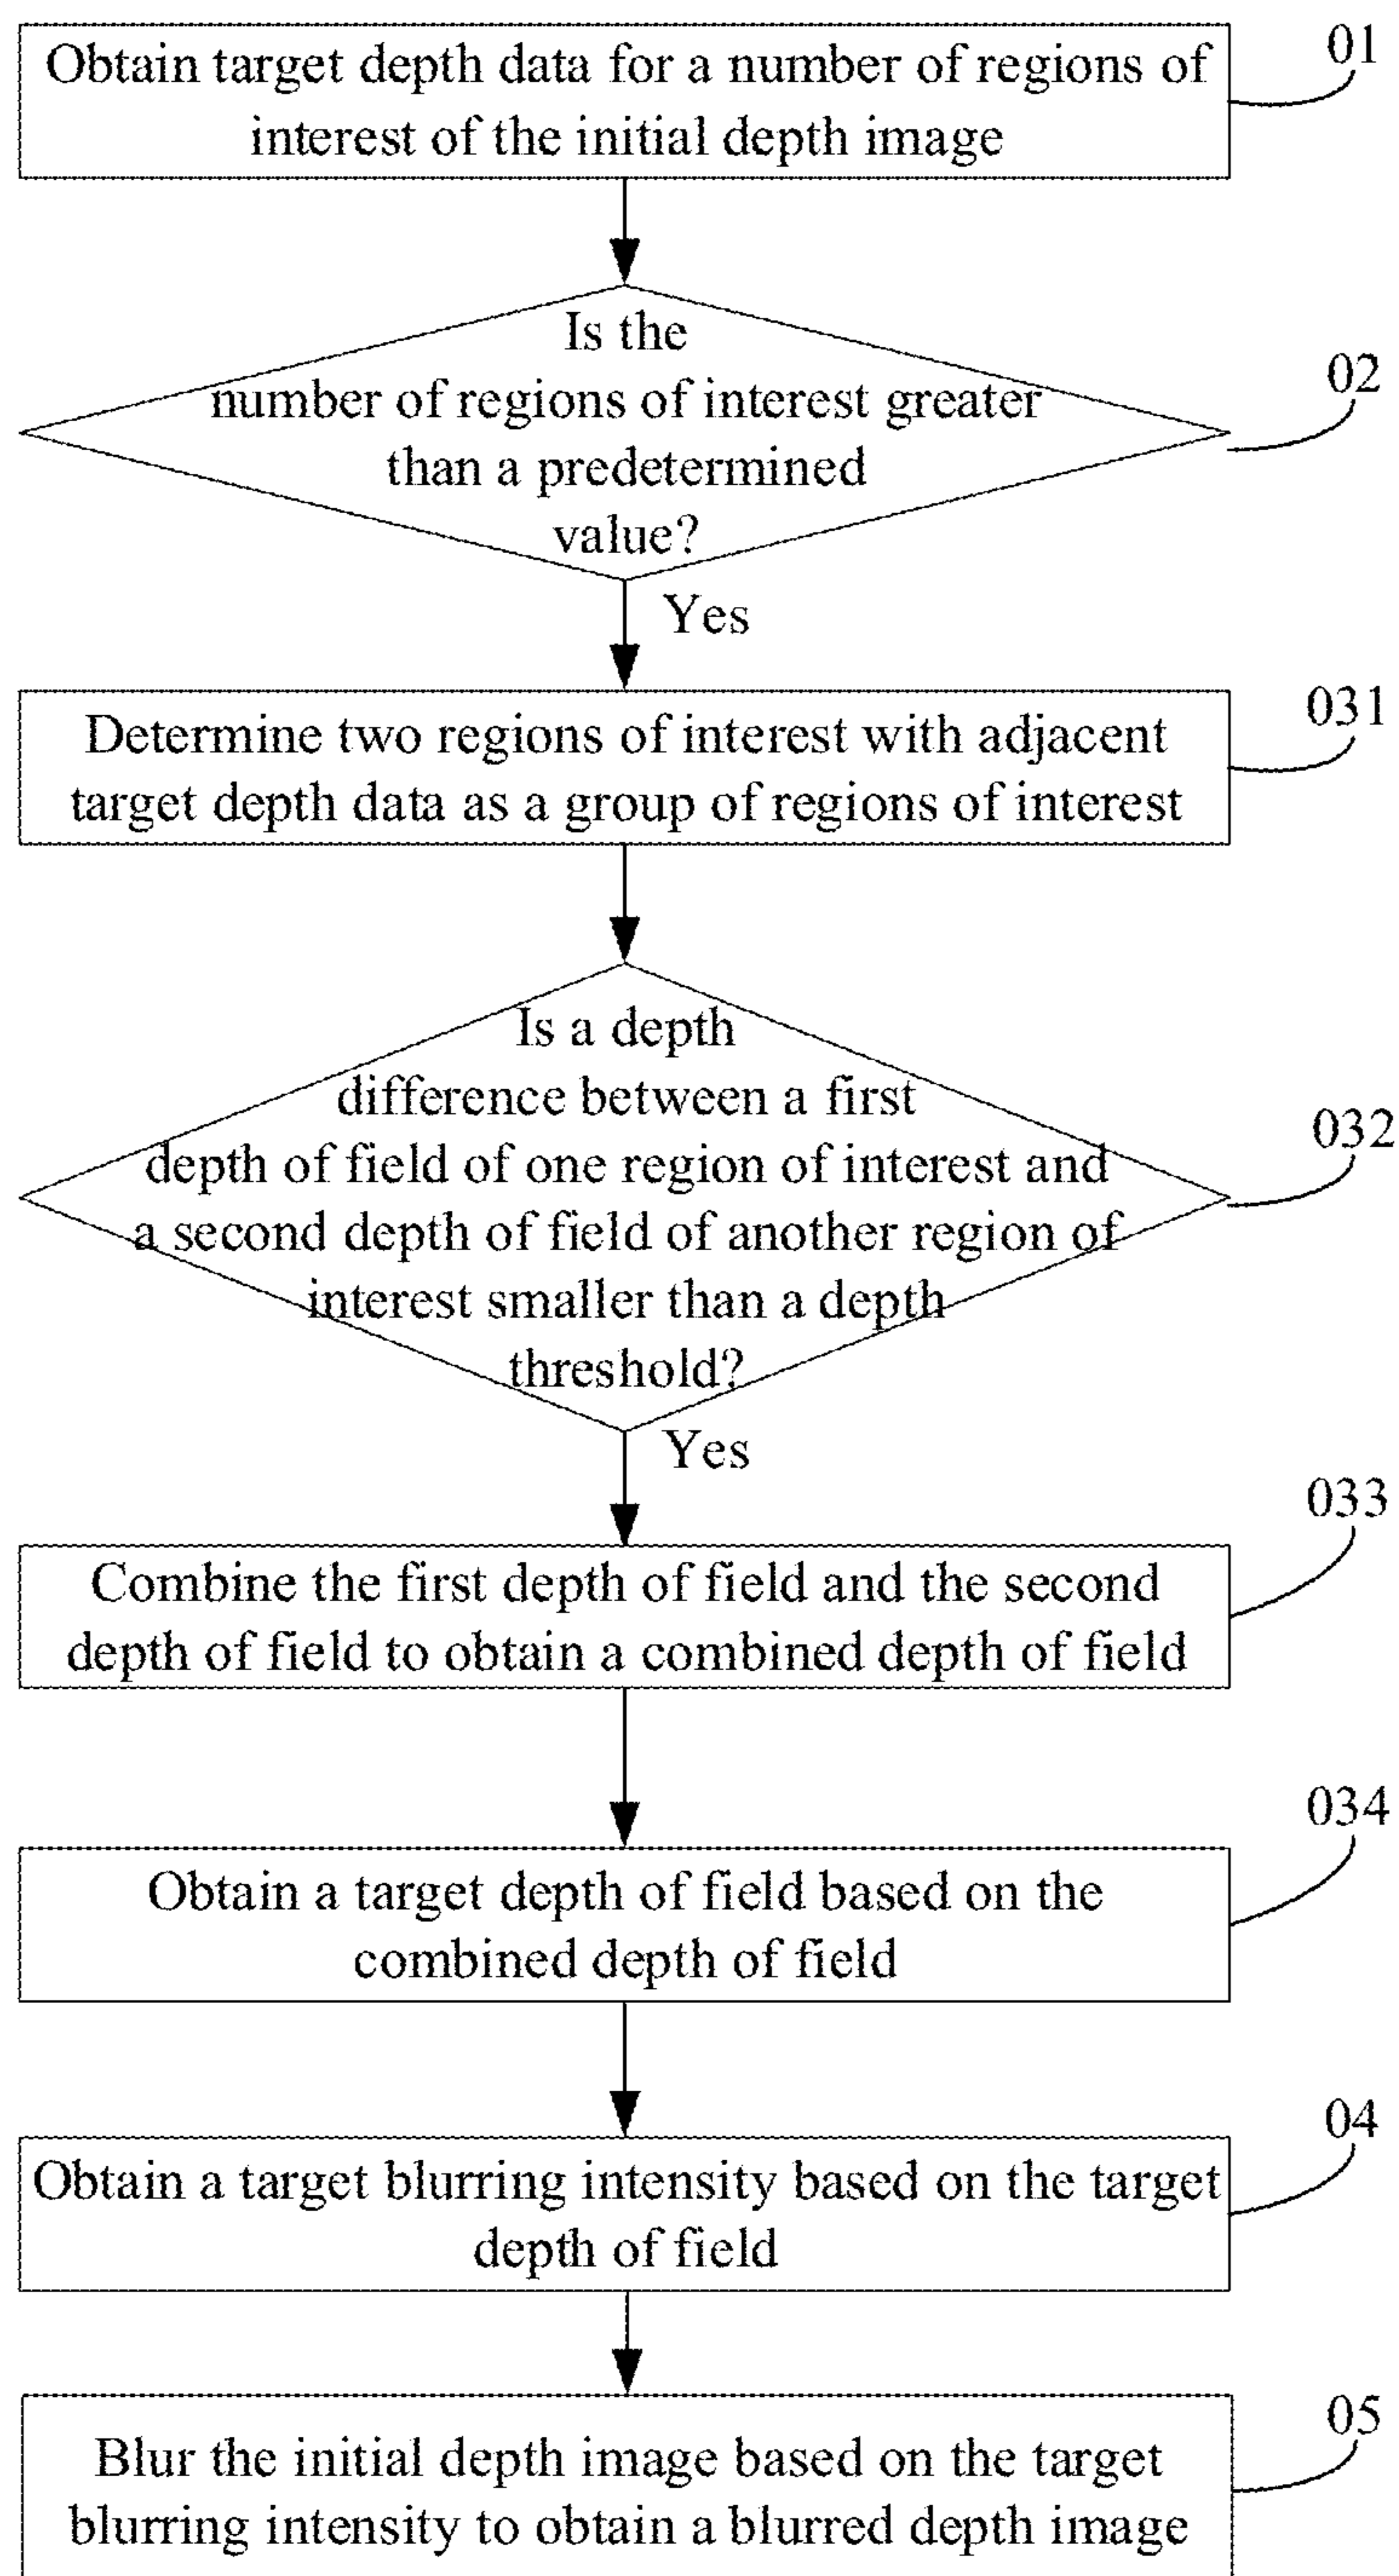 Obtain target depth data for a number of regions of
interest of the initial depth image
01
Is the
number of regions of interest greater
than a predetermined
value?
02
Yes
Determine two regions of interest with adjacent
target depth data as a group of regions of interest
031
Is a depth
difference between a first
depth of field of one region of interest and
a second depth of field of another region of
interest smaller than a depth
threshold?
032
Yes
Combine the first depth of field and the second
depth of field to obtain a combined depth of field
033
Obtain a target depth of field based on the
combined depth of field
034
Obtain a target blurring intensity based on the target
depth of field
04
Blur the initial depth image based on the target
blurring intensity to obtain a blurred depth image
05